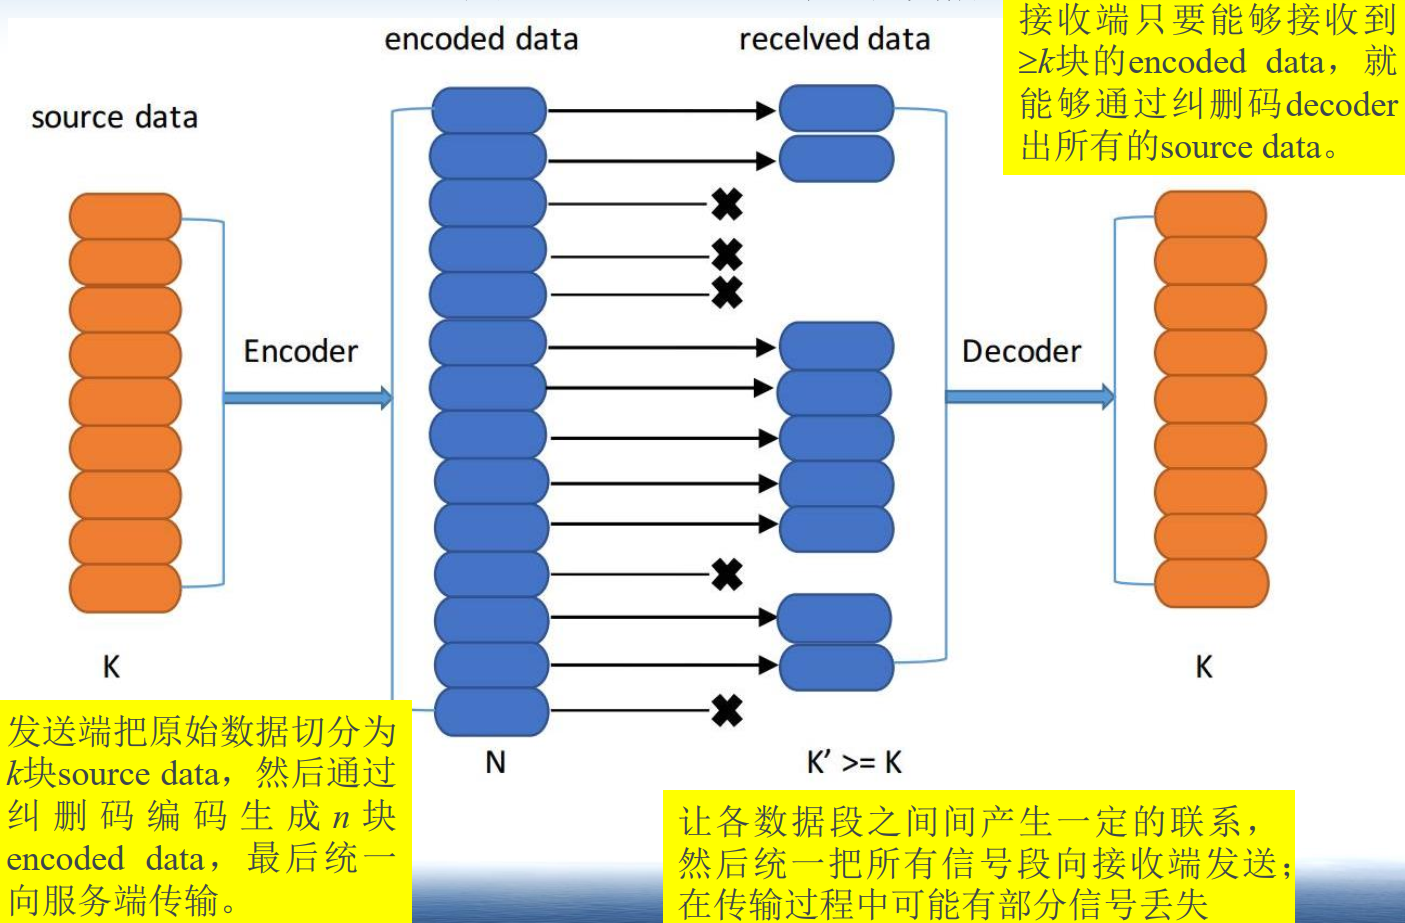 encoded data
recelved data
接收端只要能够接收到
≥k块的encoded data，就
能够通过纠删码decoder
出所有的source data。
source data
Encoder
Decoder
K
K
N
K’ >= K
发送端把原始数据切分为
k块source data，然后通过
纠删码编码生成n块
encoded data，最后统一
向服务端传输。
让各数据段之间间产生一定的联系，
然后统一把所有信号段向接收端发送；
在传输过程中可能有部分信号丢失